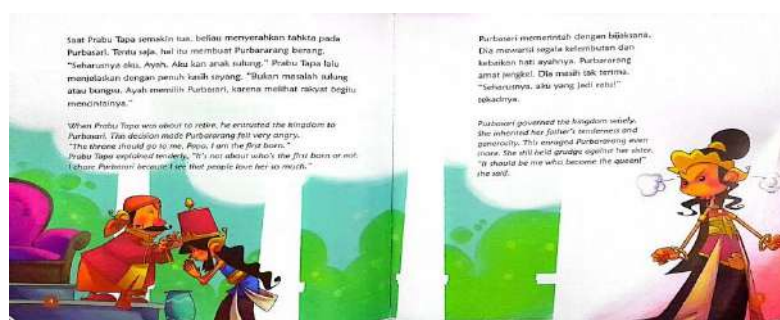 Saat Prabu Tapa semakin tua, beliau menyerahkan tahkta pada
Purbasari. Tentu saja, hal itu membuat Purbararang berang.
"Seharusnya aku, Ayah. Aku kan anak sulung." Prabu Tapa lalu
menjelaskan dengan penuh kasih sayang. "Bukan masalah sulung
atau bungsu. Ayah memilih Purbasari, karena melihat rakyat begitu
mencintainya."
When Prabu Tapa was about to retire, he entrusted the kingdom to
Purbasari. This decision made Purbararang felt very angry.
"The throne should go to me, Papa. I am the first born."
Prabu Tapa explained tenderly, "It's not about who's the first born or not.
I chose Purbasari because I see that people love her so much."
Purbasari memerintah dengan bijaksana.
Dia mewarisi segala kelembutan dan
kebaikan hati ayahnya. Purbararang
amat jengkel. Dia masih tak terima.
"Seharusnya, aku yang jadi ratu!"
tekadnya.
Purbasari governed the kingdom wisely.
She inherited her father's tenderness and
generosity. This enraged Purbararang even
more. She still held grudge against her sister.
"It should be me who become the queen!"
she said.